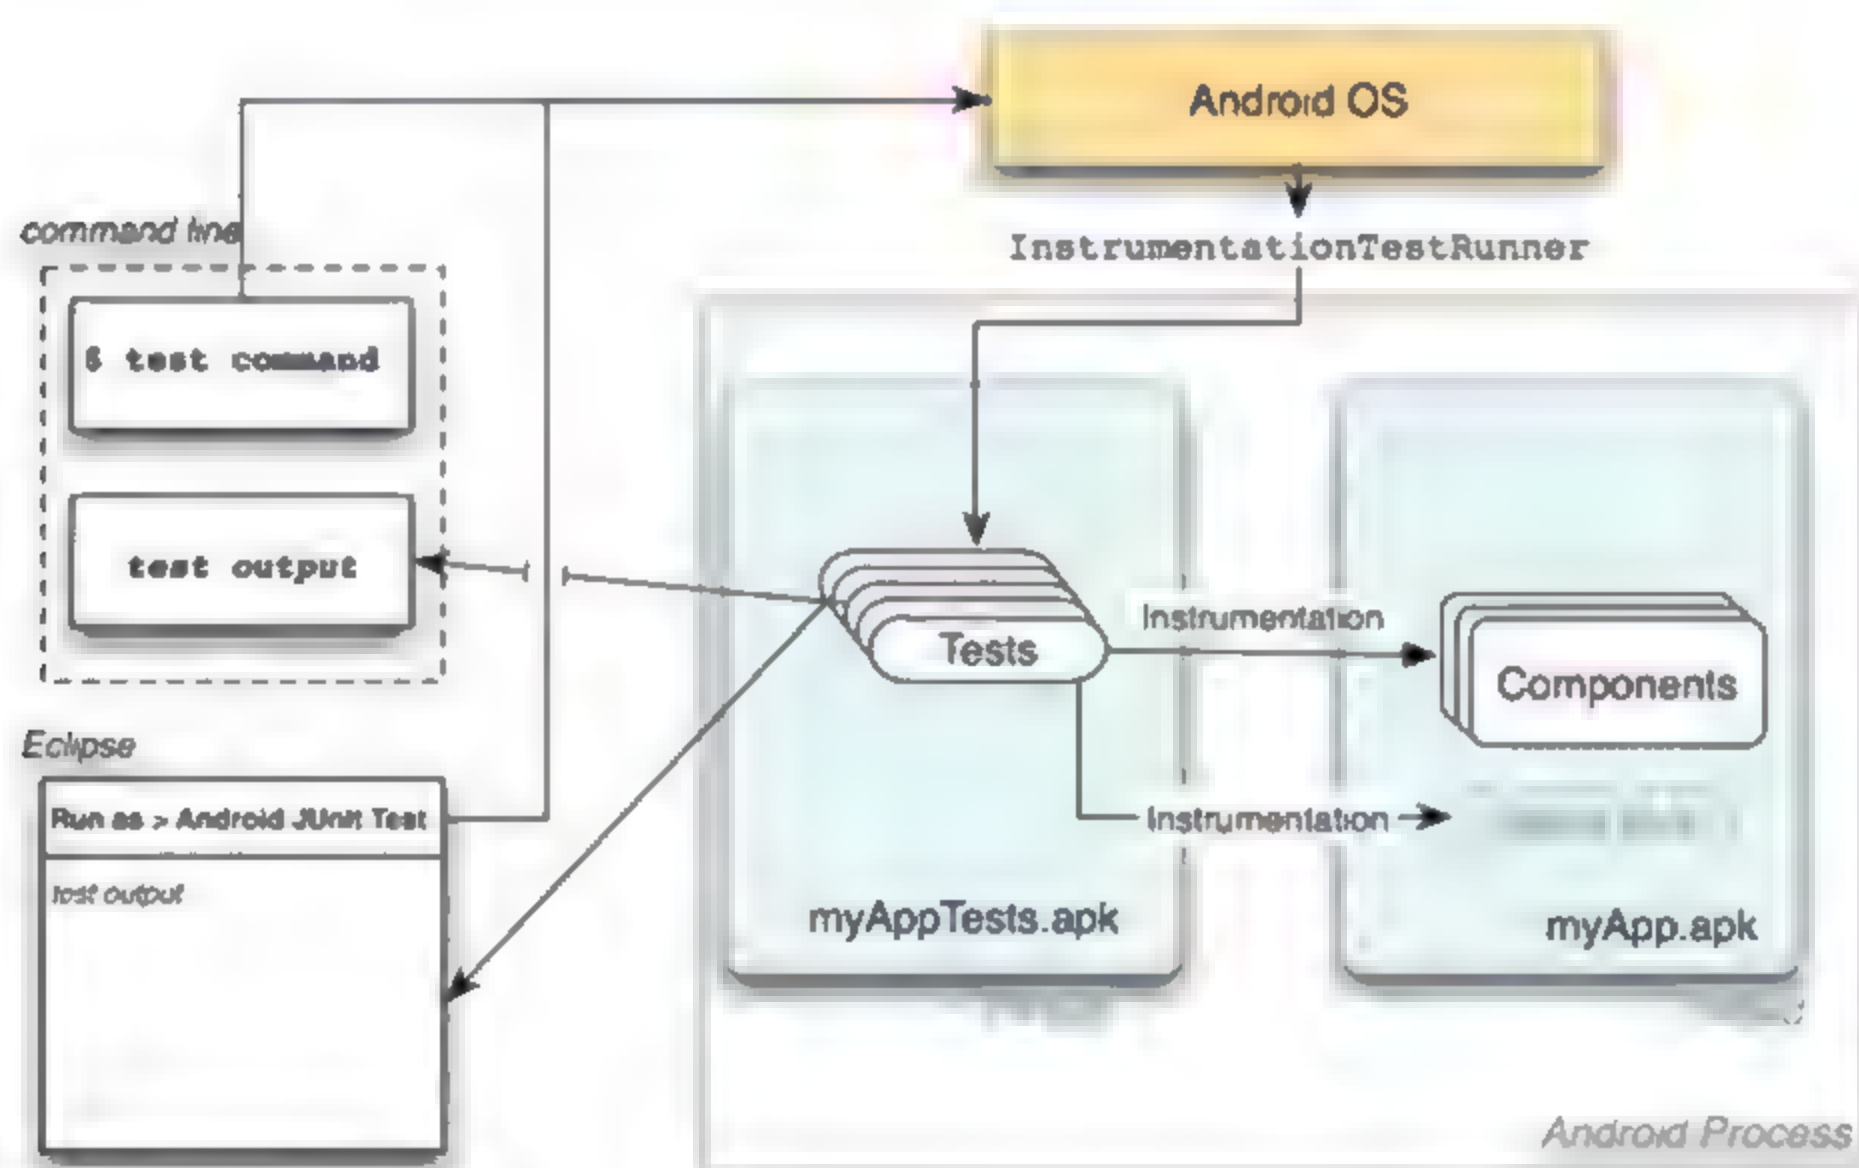 Android OS
command line
InstrumentationTestRunner
$ test command
test output
Instrumentation
Tests
Components
Eclipse
Run as > Android JUnit Test
Instrumentation
test output
myAppTests.apk
myApp.apk
Android Process